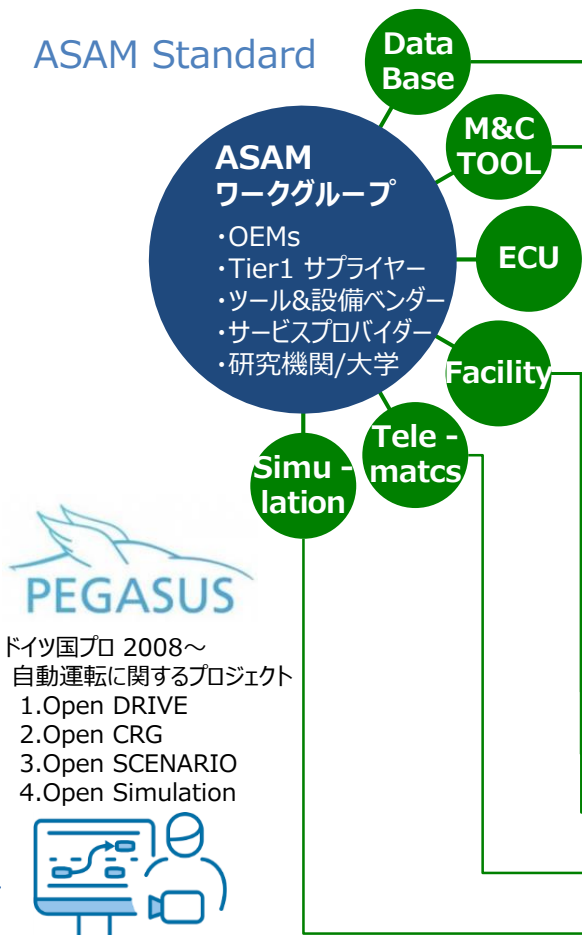 ASAM Standard
Data
Base
M&C
TOOL
ASAM
ワークグループ
・OEMs
・Tier1 サプライヤー
・ツール&設備ベンダー
・サービスプロバイダー
・研究機関/大学
ECU
Facility
Tele -
matcs
Simu -
lation
PEGASUS
ドイツ国プロ 2008～
自動運転に関するプロジェクト
1.Open DRIVE
2.Open CRG
3.Open SCENARIO
4.Open Simulation